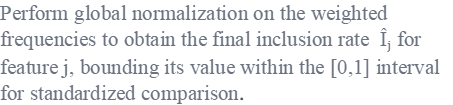 Perform global normalization on the weighted
frequencies to obtain the final inclusion rate Îⱼ for
feature j, bounding its value within the [0,1] interval
for standardized comparison.